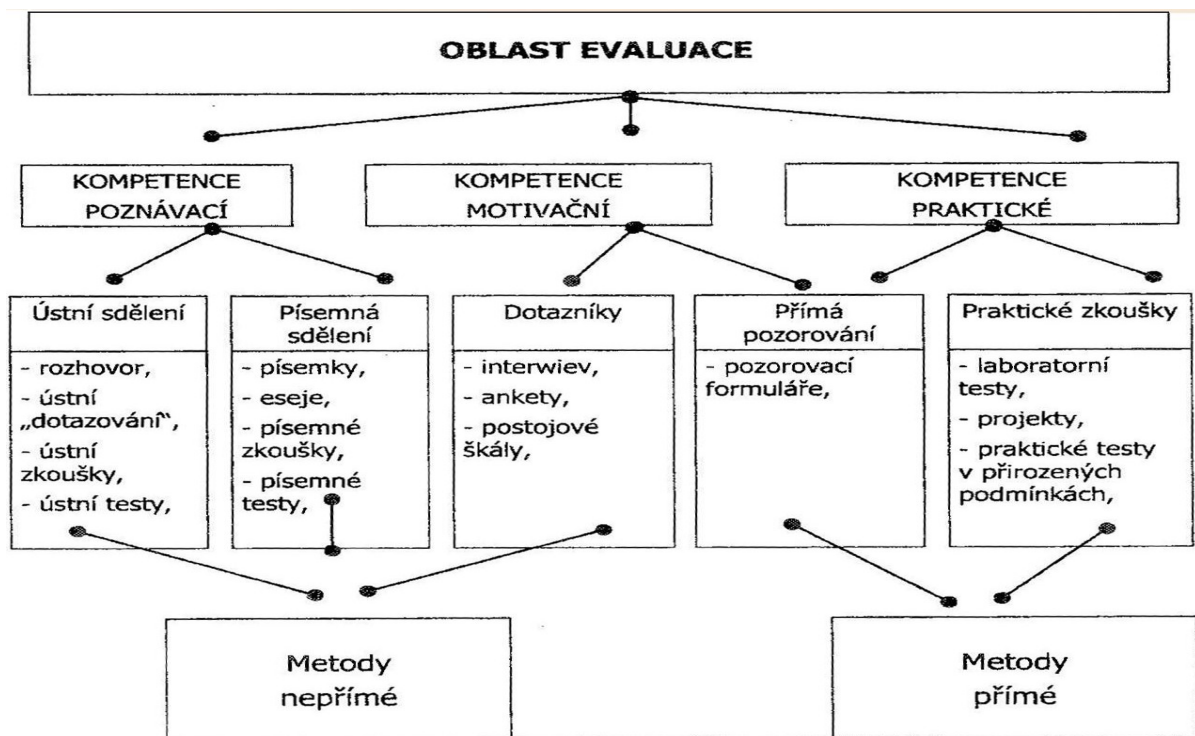 OBLAST EVALUACE
KOMPETENCE
POZNÁVACÍ
KOMPETENCE
MOTIVAČNÍ
KOMPETENCE
PRAKTICKÉ
Ústní sdělení
- rozhovor,
- ústní
„dotazování“,
- ústní
zkoušky,
- ústní testy,
Písemná
sdělení
- písemky,
- eseje,
- písemné
zkoušky,
- písemné
testy,
Dotazníky
- interwiev,
- ankety,
- postojové
škály,
Přímá
pozorování
- pozorovací
formuláře,
Praktické zkoušky
- laboratorní
testy,
- projekty,
- praktické testy
v přirozených
podmínkách,
Metody
nepřímé
Metody
přímé